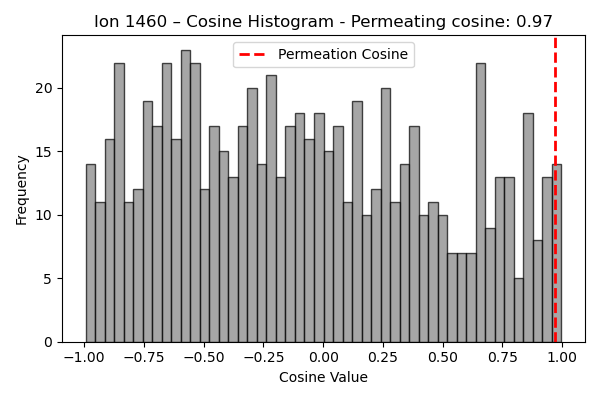 Ion 1460 – Cosine Histogram - Permeating cosine: 0.97
Permeation Cosine
Frequency
20
15
10
5
0
−1.00 −0.75 −0.50 −0.25 0.00 0.25 0.50 0.75 1.00
Cosine Value